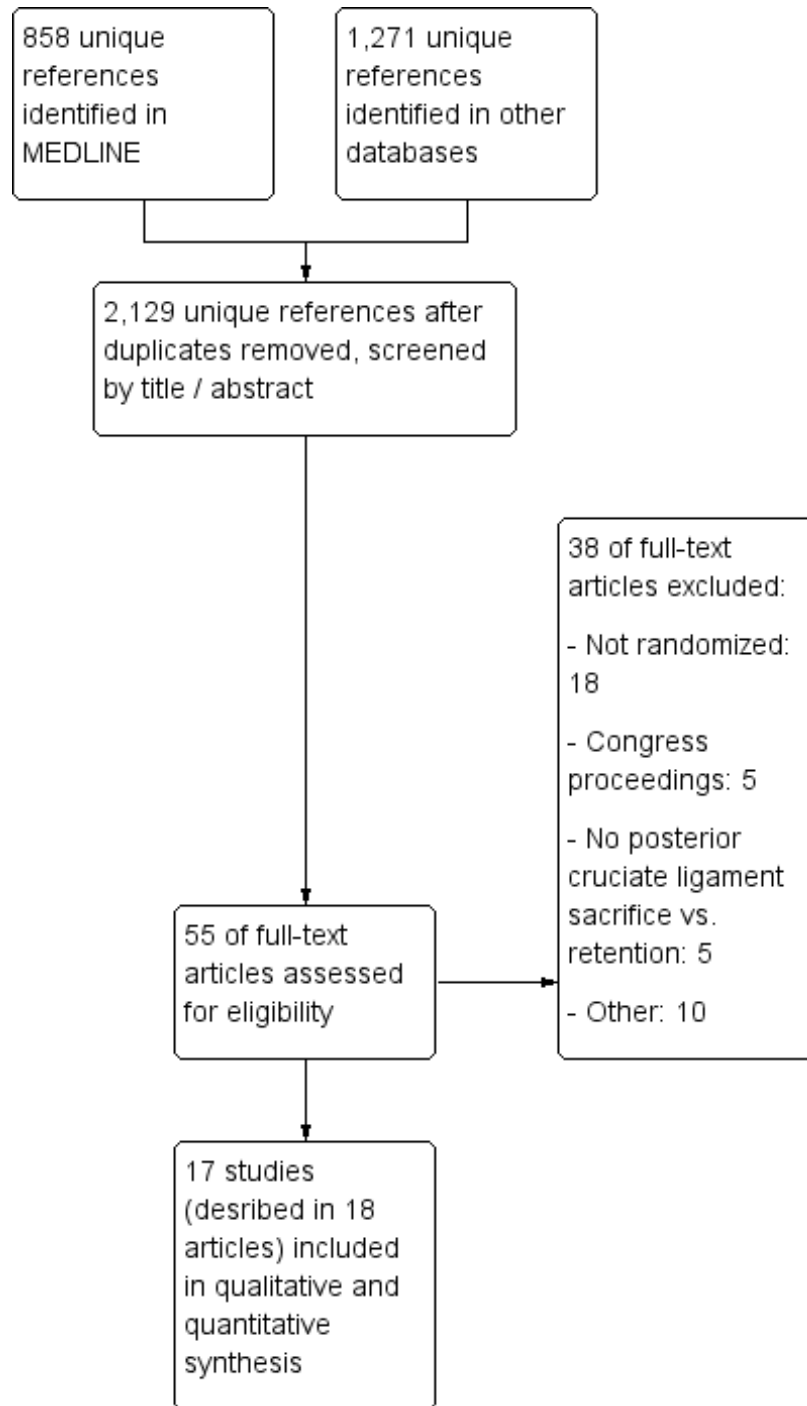 858 unique
references
identified in
MEDLINE
1,271 unique
references
identified in other
databases
2,129 unique references after
duplicates removed, screened
by title / abstract
38 of full-text
articles excluded:
- Not randomized:
18
- Congress
proceedings: 5
- No posterior
cruciate ligament
sacrifice vs.
retention: 5
- Other: 10
55 of full-text
articles assessed
for eligibility
17 studies
(desribed in 18
articles) included
in qualitative and
quantitative
synthesis